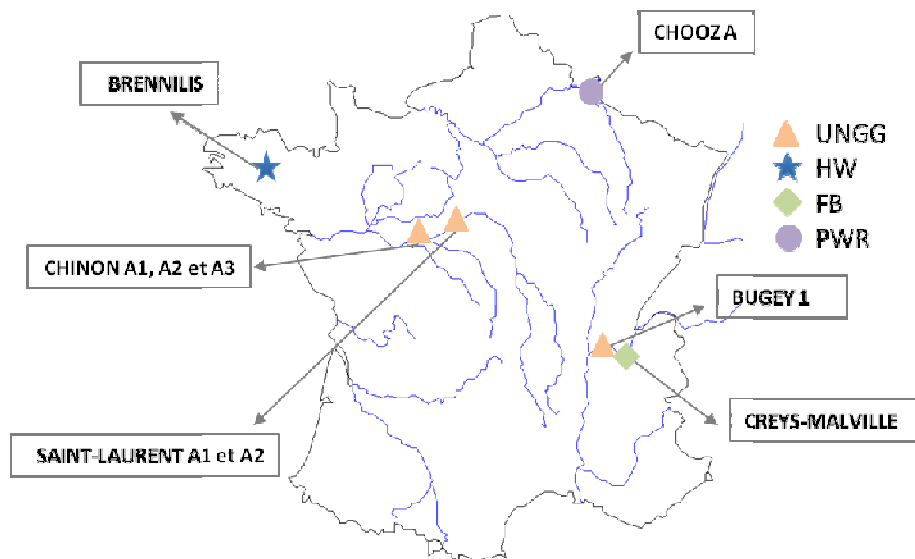 CHOOZ A
BRENNILIS
UNGG
HW
FB
PWR
CHINON A1, A2 et A3
BUGEY 1
CREYS-MALVILLE
SAINT-LAURENT A1 et A2